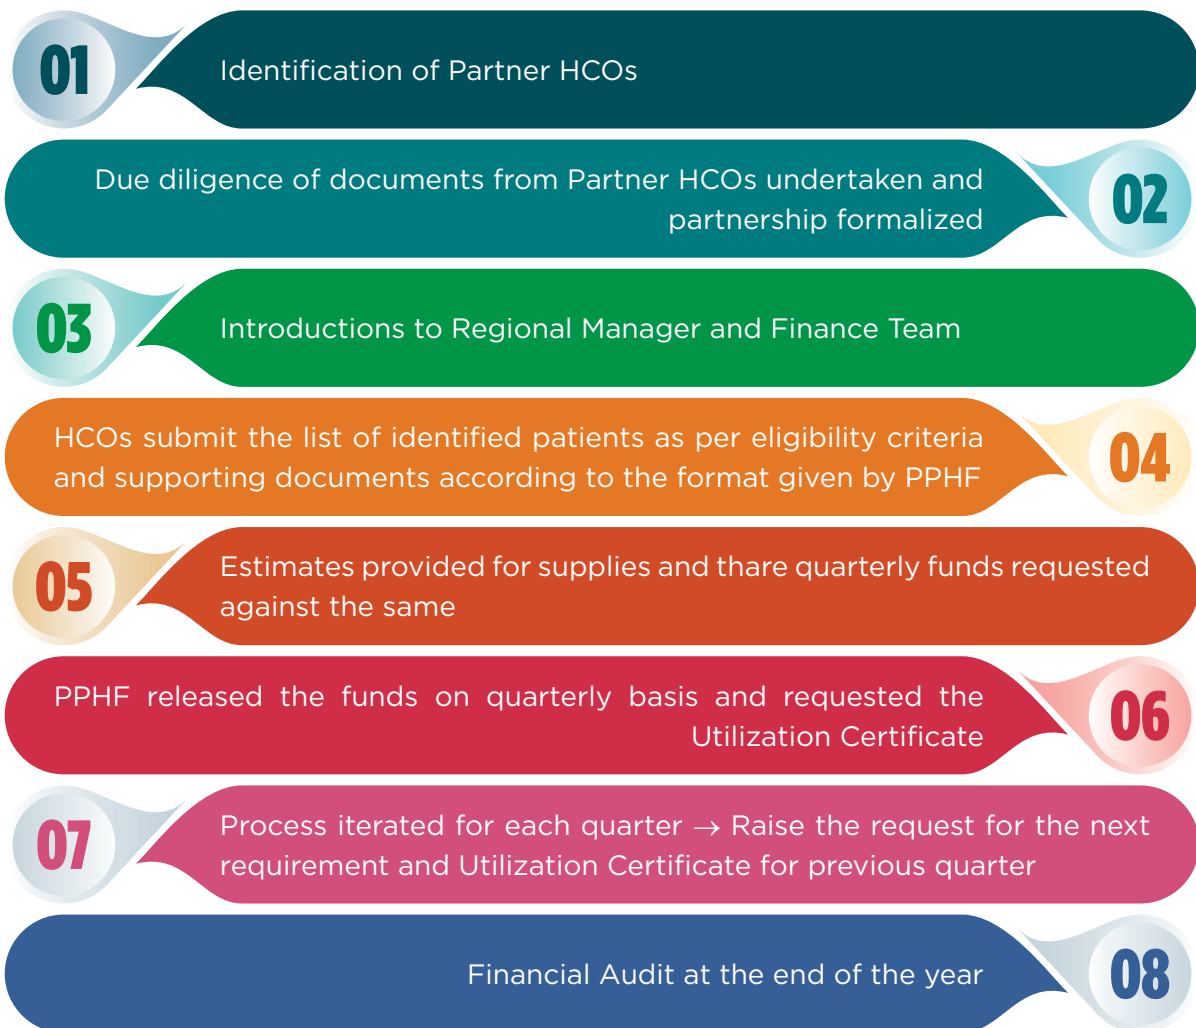 01
Identification of Partner HCOs
Due diligence of documents from Partner HCOs undertaken and
partnership formalized
02
03
Introductions to Regional Manager and Finance Team
HCOs submit the list of identified patients as per eligibility criteria
and supporting documents according to the format given by PPHF
04
05
Estimates provided for supplies and thare quarterly funds requested
against the same
PPHF released the funds on quarterly basis and requested the
Utilization Certificate
06
07
Process iterated for each quarter → Raise the request for the next
requirement and Utilization Certificate for previous quarter
Financial Audit at the end of the year
08